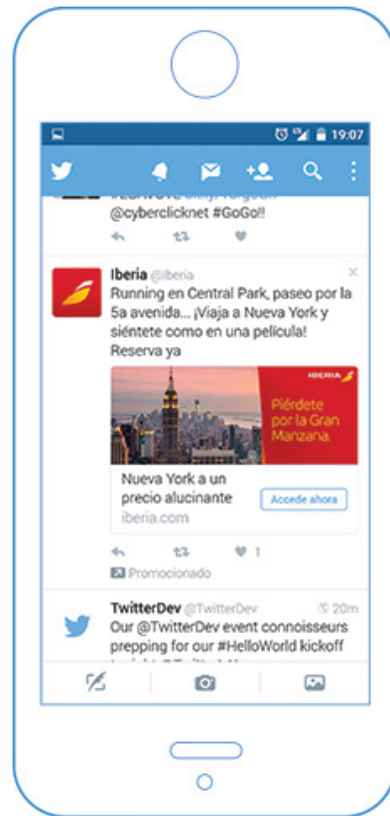 19:07
@cyberclicknet #GoGo!!
Iberia @Iberia
Running en Central Park, paseo por la
5a avenida... ¡Viaja a Nueva York y
siéntete como en una película!
Reserva ya
IBERIA
Piérdete
por la Gran
Manzana.
Nueva York a un
precio alucinante
Accede ahora
iberia.com
1
Promocionado
TwitterDev @TwitterDev 20m
Our @TwitterDev event connoisseurs
prepping for our #HelloWorld kickoff